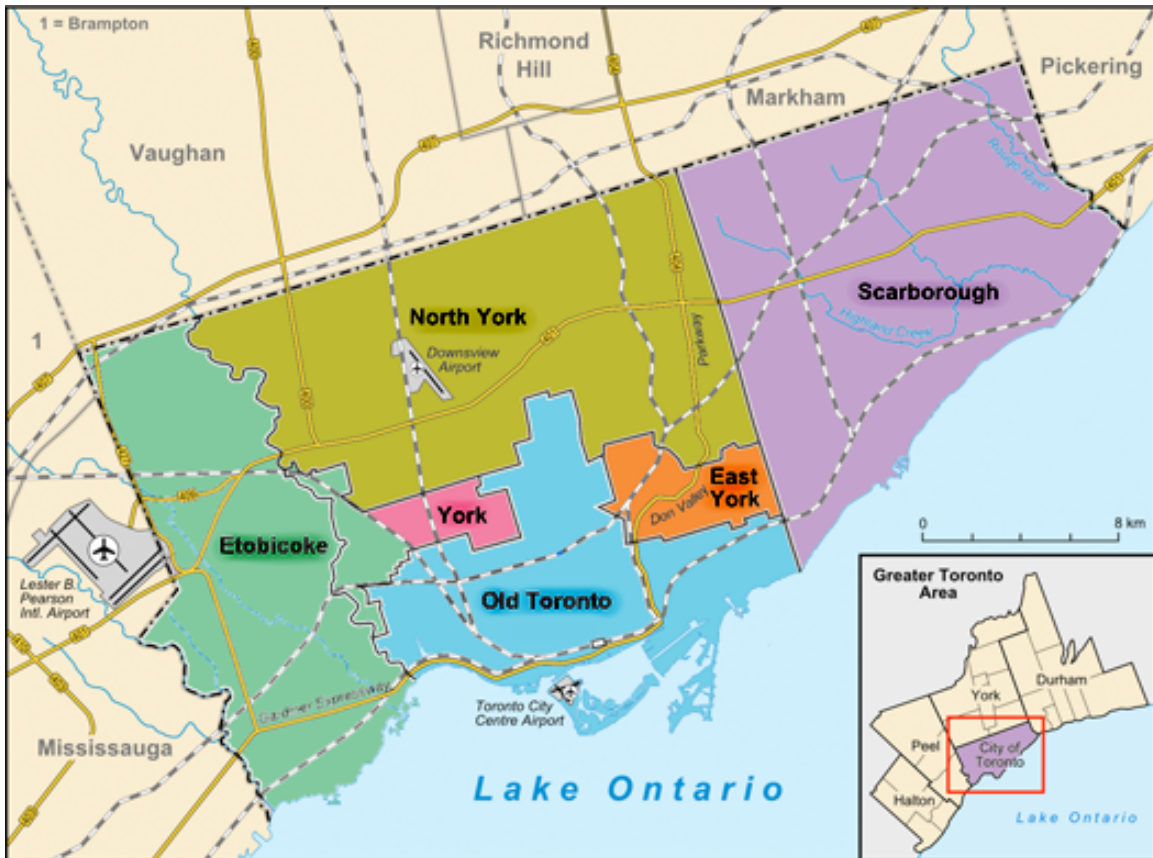 1 = Brampton
Richmond
Hill
Pickering
Markham
Vaughan
Rouge River
Scarborough
North York
Highland Creek
1
Downsview
Airport
Parkway
East
York
York
Don Valley
Etobicoke
0 8 km
Lester B.
Pearson
Intl. Airport
Old Toronto
Gardiner Expressway
Toronto City
Centre Airport
Mississauga
Lake Ontario
Greater Toronto
Area
York
Durham
Peel
City of
Toronto
Halton
Lake Ontario